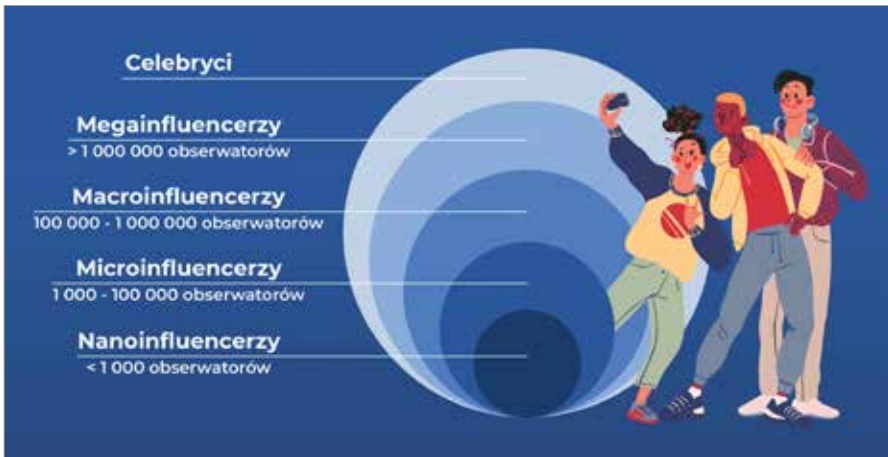 Celebryci
Megainfluencerzy
> 1 000 000 obserwatorów
Macroinfluencerzy
100 000 - 1 000 000 obserwatorów
Microinfluencerzy
1 000 - 100 000 obserwatorów
Nanoinfluencerzy
< 1 000 obserwatorów